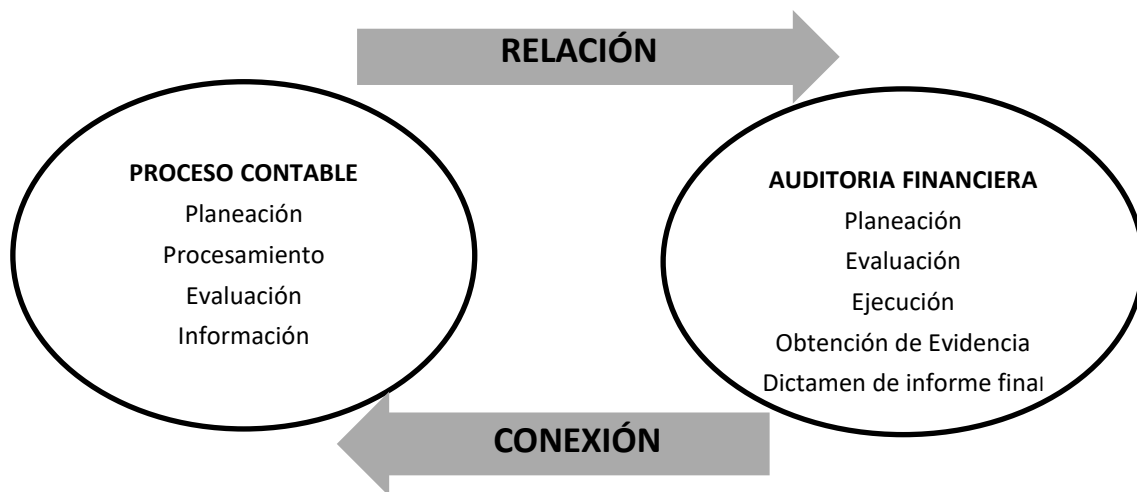 RELACIÓN
PROCESO CONTABLE
Planeación
Procesamiento
Evaluación
Información
AUDITORIA FINANCIERA
Planeación
Evaluación
Ejecución
Obtención de Evidencia
Dictamen de informe final
CONEXIÓN